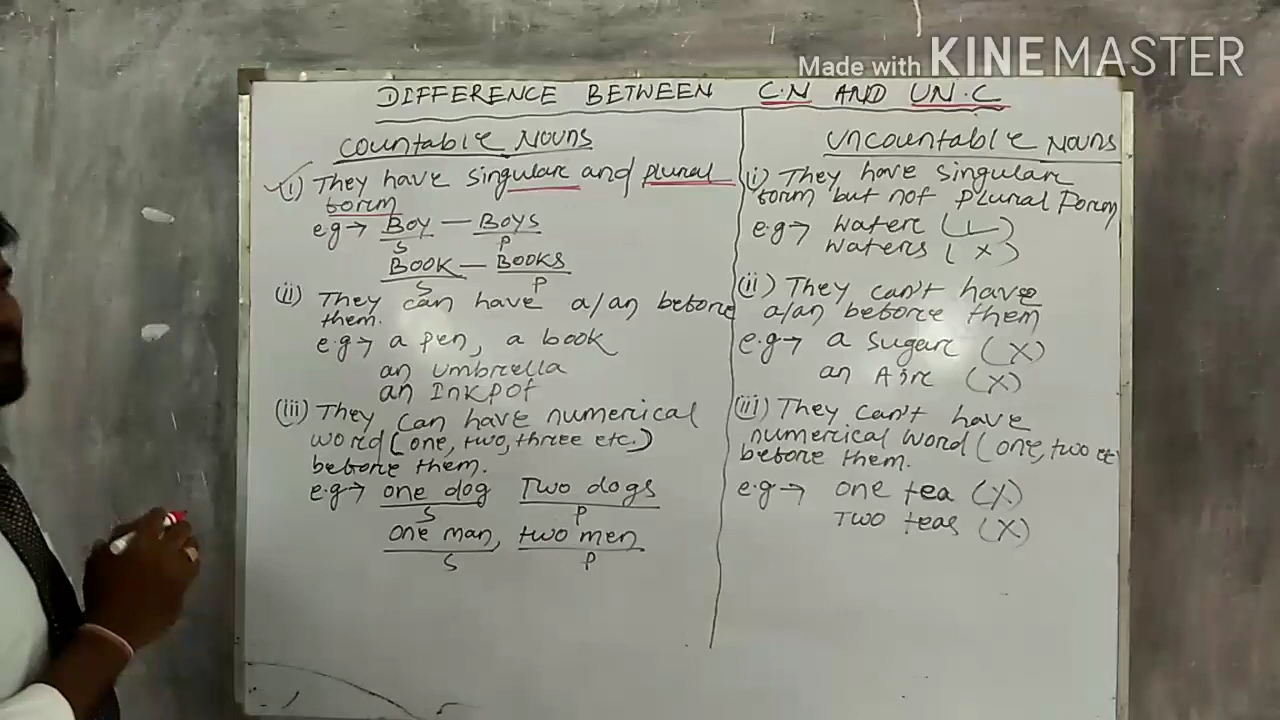 Made with KINEMASTER
DIFFERENCE BETWEEN C.N AND UN.C
COUNTABLE NOUNS
(i) They have singular and plural
form
e.g → BOY — BOYS
S P
BOOK — BOOKS
S P
(ii) They can have a/an before
them.
e.g → a pen, a book
an umbrella
an Inkpot
(iii) They can have numerical
word (one, two, three etc.)
before them.
e.g → one dog Two dogs
S P
one man, two men
S P
UNCOUNTABLE NOUNS
i) They have singular
form but not plural Form
e.g → water (✓)
waters (X)
(ii) They can't have
a/an before them
e.g → a sugar (X)
an Air (X)
(iii) They can't have
numerical word (one, two et
before them.
e.g → one tea (X)
Two teas (X)